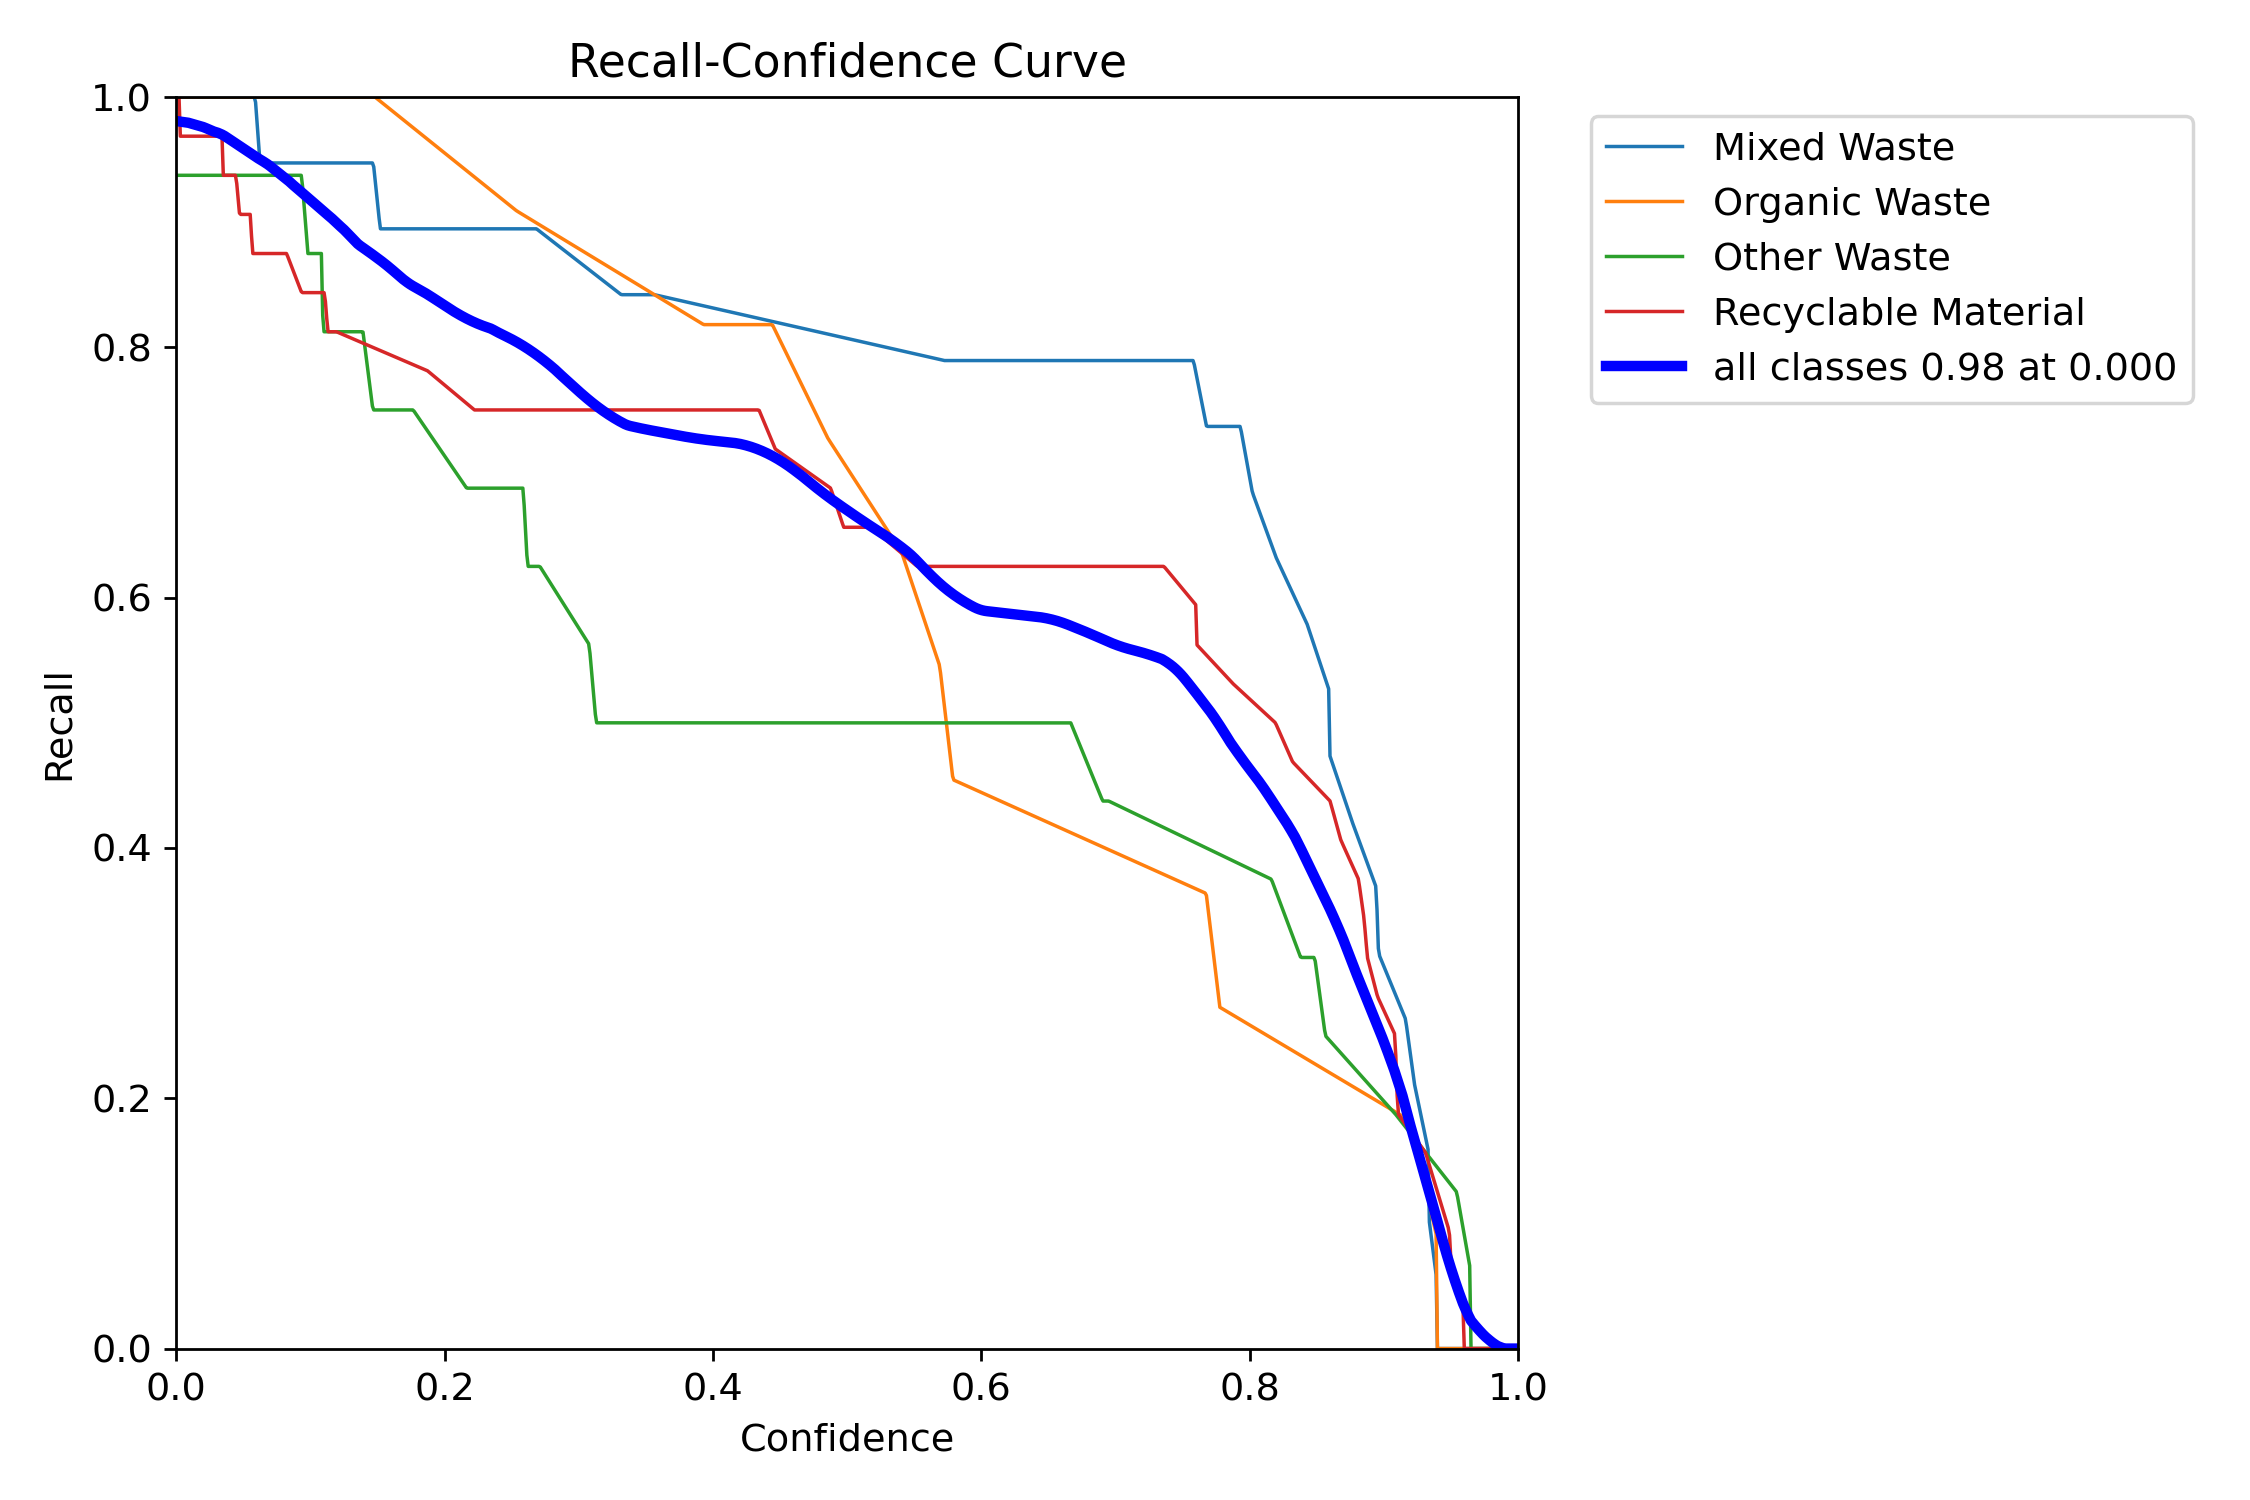 Recall-Confidence Curve
1.0
0.8
0.6
0.4
0.2
0.0
Recall
0.0 0.2 0.4 0.6 0.8 1.0
Confidence
Mixed Waste
Organic Waste
Other Waste
Recyclable Material
all classes 0.98 at 0.000